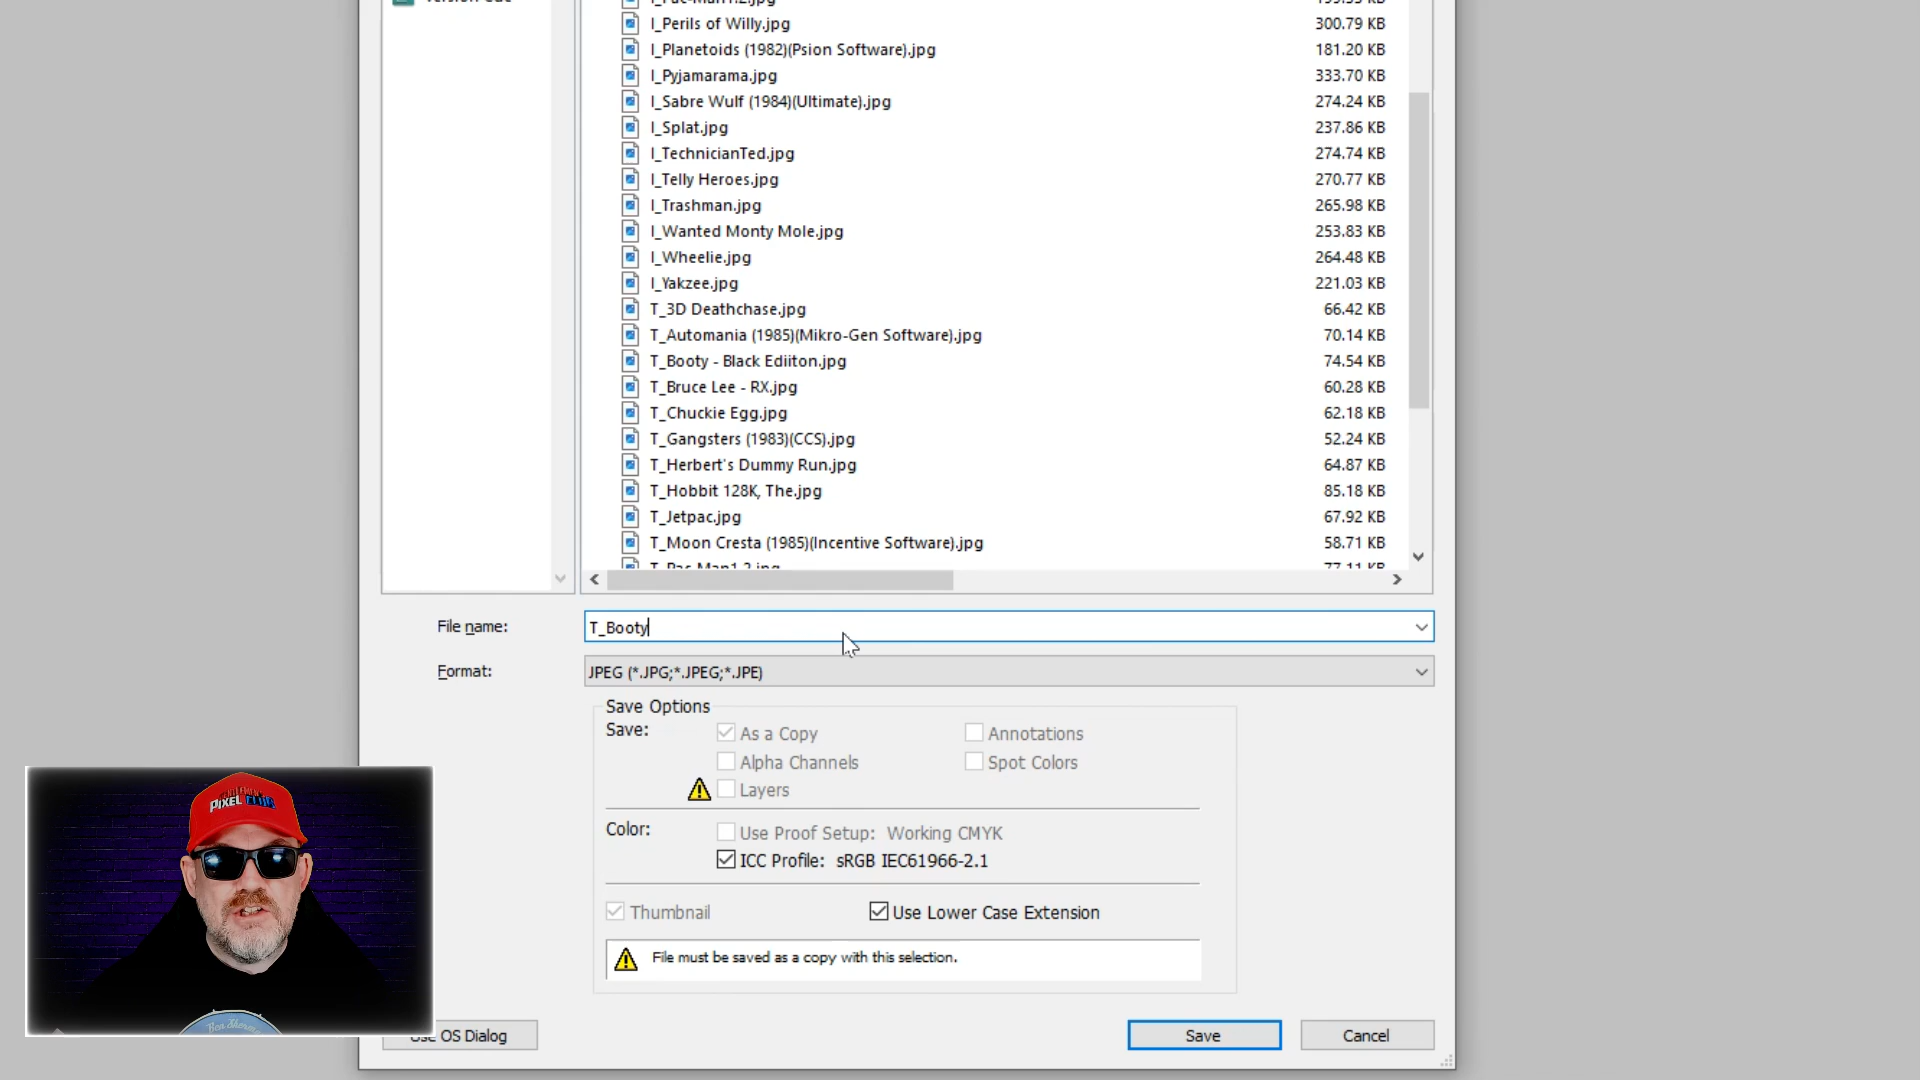 I_Perils of Willy.jpg 300.79 KB
I_Planetoids (1982)(Psion Software).jpg 181.20 KB
I_Pyjamarama.jpg 333.70 KB
I_Sabre Wulf (1984)(Ultimate).jpg 274.24 KB
I_Splat.jpg 237.86 KB
I_TechnicianTed.jpg 274.74 KB
I_Telly Heroes.jpg 270.77 KB
I_Trashman.jpg 265.98 KB
I_Wanted Monty Mole.jpg 253.83 KB
I_Wheelie.jpg 264.48 KB
I_Yakzee.jpg 221.03 KB
T_3D Deathchase.jpg 66.42 KB
T_Automania (1985)(Mikro-Gen Software).jpg 70.14 KB
T_Booty - Black Ediiton.jpg 74.54 KB
T_Bruce Lee - RX.jpg 60.28 KB
T_Chuckie Egg.jpg 62.18 KB
T_Gangsters (1983)(CCS).jpg 52.24 KB
T_Herbert's Dummy Run.jpg 64.87 KB
T_Hobbit 128K, The.jpg 85.18 KB
T_Jetpac.jpg 67.92 KB
T_Moon Cresta (1985)(Incentive Software).jpg 58.71 KB
File name: T_Booty
Format: JPEG (*.JPG;*.JPEG;*.JPE)
Save Options
Save: As a Copy Annotations
Alpha Channels Spot Colors
Layers
Color: Use Proof Setup: Working CMYK
ICC Profile: sRGB IEC61966-2.1
Thumbnail Use Lower Case Extension
File must be saved as a copy with this selection.
OS Dialog Save Cancel
PIXEL
Ben Sherman